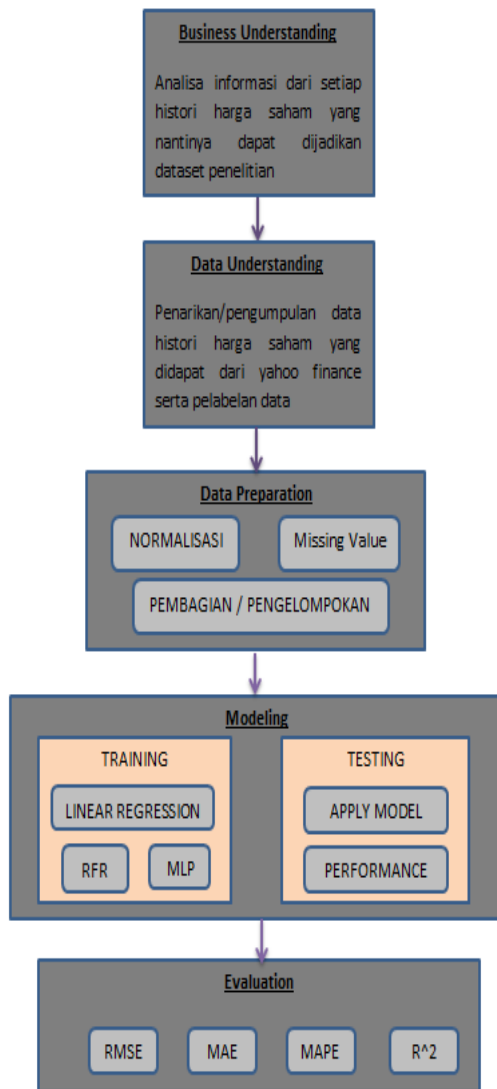 Business Understanding
Analisa informasi dari setiap
histori harga saham yang
nantinya dapat dijadikan
dataset penelitian
Data Understanding
Penarikan/pengumpulan data
histori harga saham yang
didapat dari yahoo finance
serta pelabelan data
Data Preparation
NORMALISASI
Missing Value
PEMBAGIAN / PENGELOMPOKAN
Modeling
TRAINING
LINEAR REGRESSION
RFR
MLP
TESTING
APPLY MODEL
PERFORMANCE
Evaluation
RMSE
MAE
MAPE
R^2